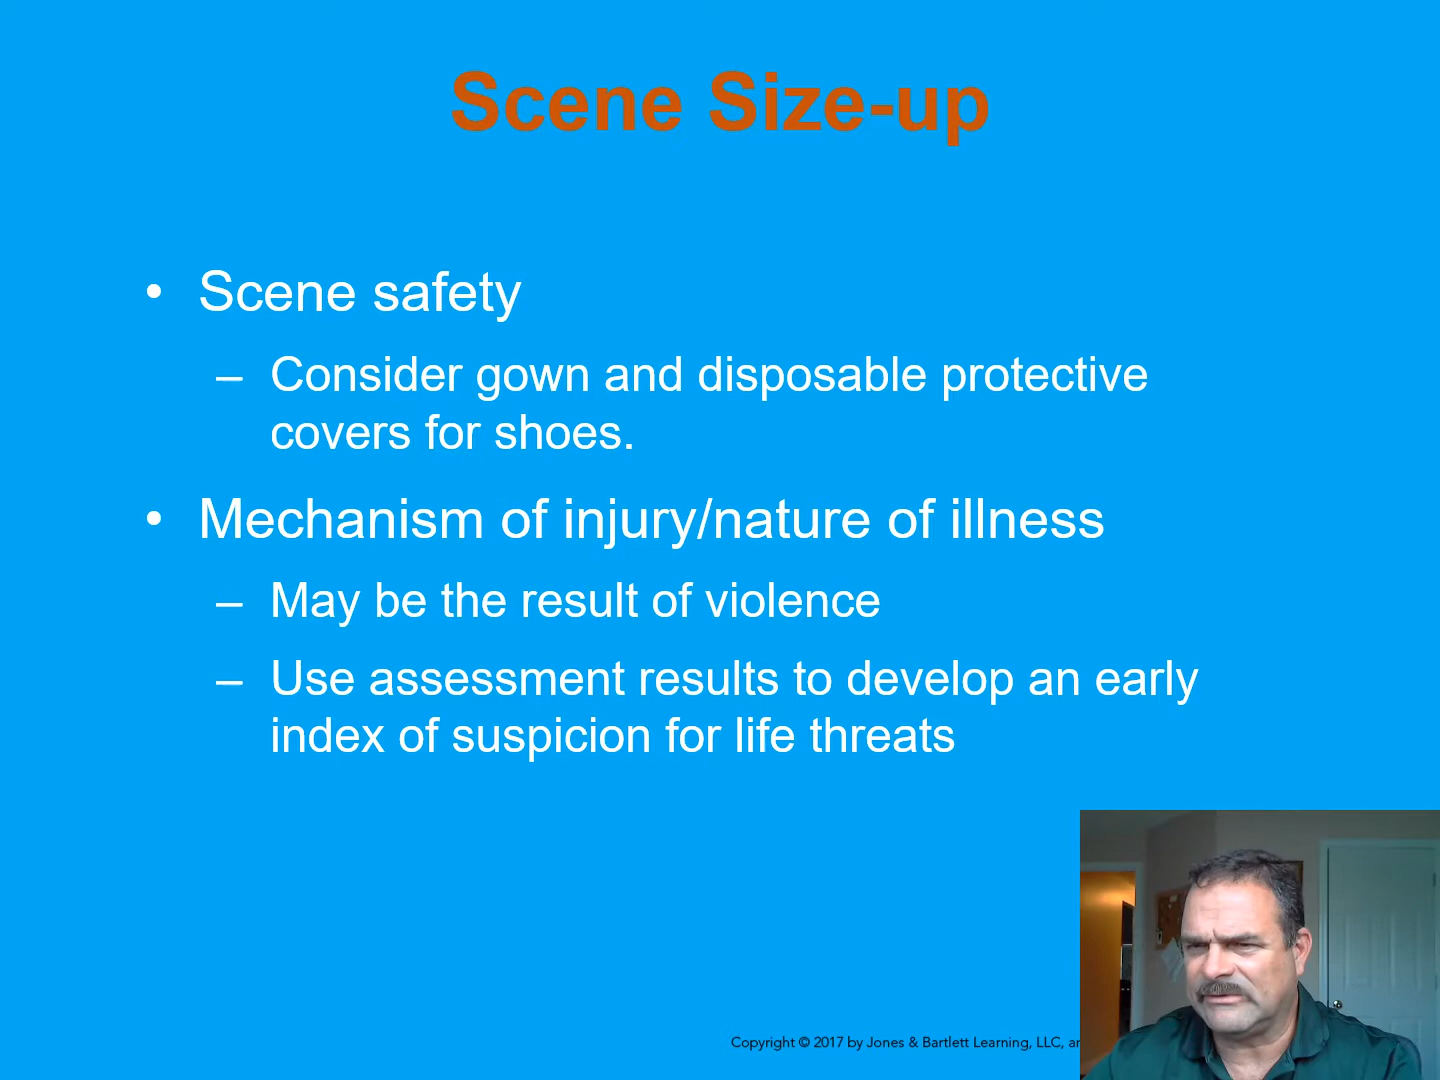 Scene Size-up
• Scene safety
– Consider gown and disposable protective
covers for shoes.
• Mechanism of injury/nature of illness
– May be the result of violence
– Use assessment results to develop an early
index of suspicion for life threats
Copyright © 2017 by Jones & Bartlett Learning, LLC,